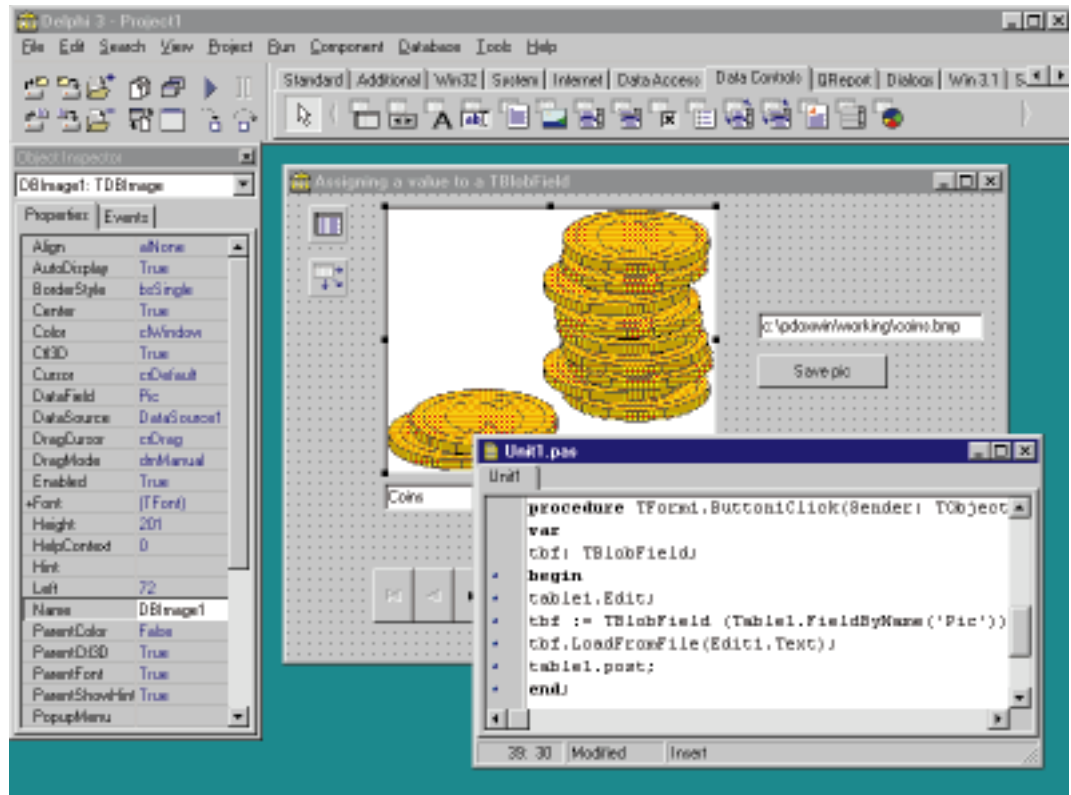 Delphi 3 - Project1
File Edit Search View Project Run Component Database Tools Help
Standard Additional Win32 System Internet Data Access Data Controls QReport Dialogs Win 3.1 S
Object Inspector
DBImage1: TDBImage
Properties Events
Align alNone
AutoDisplay True
BorderStyle bsSingle
Center True
Color clWindow
Ctl3D True
Cursor crDefault
DataField Pic
DataSource DataSource1
DragCursor crDrag
DragMode dmManual
Enabled True
+Font (TFont)
Height 201
HelpContext 0
Hint
Left 72
Name DBImage1
ParentColor False
ParentCtl3D True
ParentFont True
ParentShowHint True
PopupMenu
Assigning a value to a TBlobField
c:\pdoxwin\working\coins.bmp
Save pic
Coins
Unit1.pas
Unit1
procedure TForm1.Button1Click(Sender: TObject
var
tbf: TBlobField;
begin
table1.Edit;
tbf := TBlobField (Table1.FieldByName('Pic'))
tbf.LoadFromFile(Edit1.Text);
table1.post;
end;
39: 30 Modified Insert